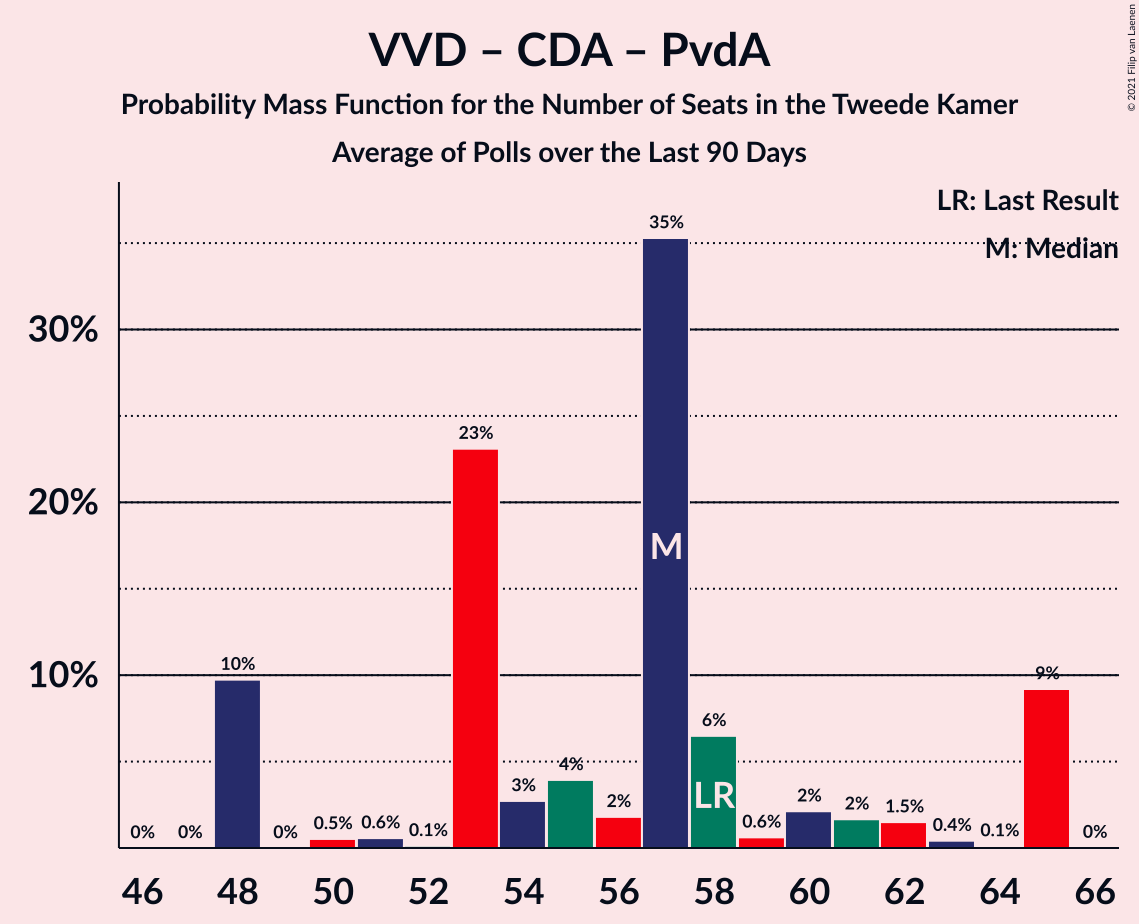 © 2021 Filip van Laenen
VVD – CDA – PvdA
Probability Mass Function for the Number of Seats in the Tweede Kamer
Average of Polls over the Last 90 Days
LR: Last Result
M: Median
30%
20%
10%
0%
0%
10%
0%
0.5%
0.6%
0.1%
23%
3%
4%
2%
35%
6%
0.6%
2%
2%
1.5%
0.4%
0.1%
9%
0%
M
LR
46 48 50 52 54 56 58 60 62 64 66